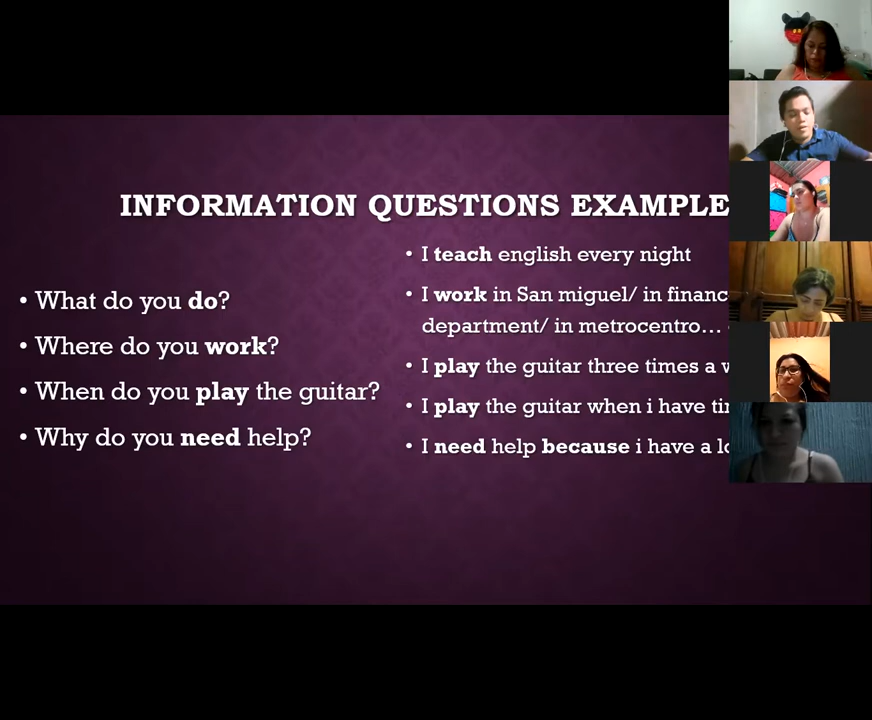 INFORMATION QUESTIONS EXAMPLE
• What do you do?
• Where do you work?
• When do you play the guitar?
• Why do you need help?
• I teach english every night
• I work in San miguel/ in financ
department/ in metrocentro…
• I play the guitar three times a
• I play the guitar when i have
• I need help because i have a